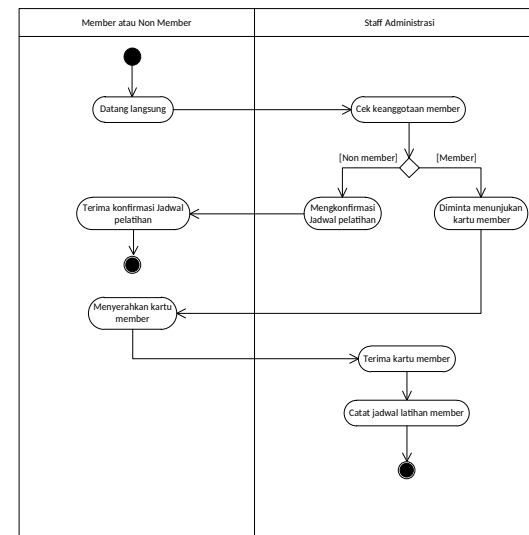 Member atau Non Member
Staff Administrasi
Datang langsung
Cek keanggotaan member
[Non member]
[Member]
Terima konfirmasi Jadwal
pelatihan
Mengkonfirmasi
Jadwal pelatihan
Diminta menunjukan
kartu member
Menyerahkan kartu
member
Terima kartu member
Catat jadwal latihan member